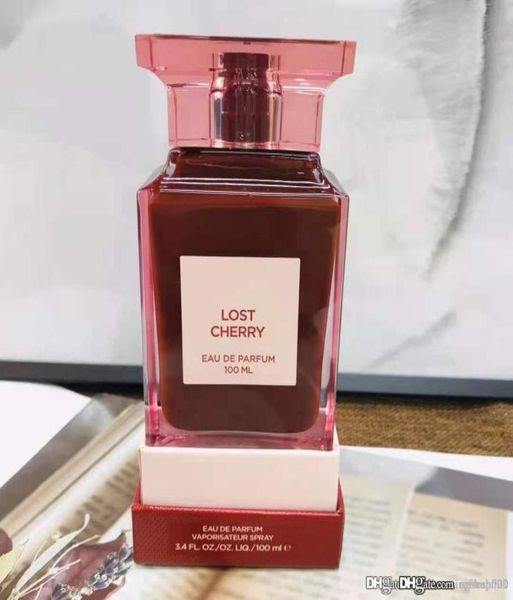 LOST
CHERRY
EAU DE PARFUM
100 ML
EAU DE PARFUM
VAPORISATEUR SPRAY
3.4 FL. OZ./OZ. LIQ./100 ml ℮
DHgate.com